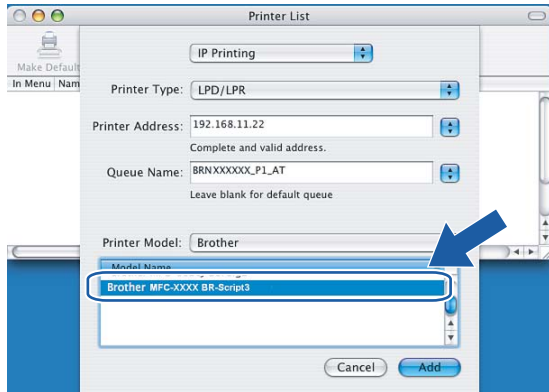 Printer List
IP Printing
Make Default
In Menu Nam
Printer Type: LPD/LPR
Printer Address: 192.168.11.22
Complete and valid address.
Queue Name: BRNXXXXXX_P1_AT
Leave blank for default queue
Printer Model: Brother
Model Name
Brother MFC-XXXX BR-Script3
Cancel Add